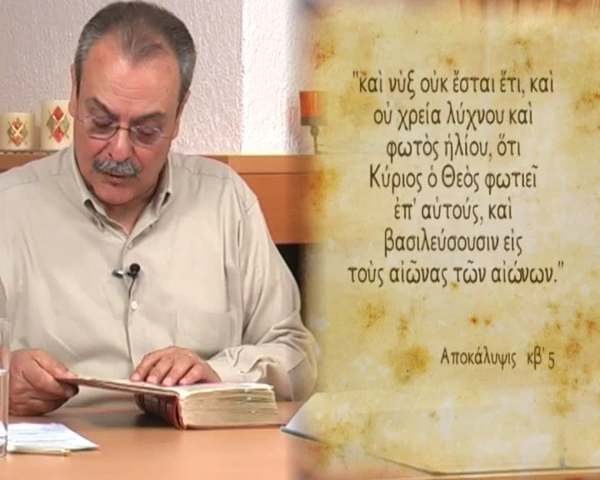 "καὶ νὺξ οὐκ ἔσται ἔτι, καὶ
οὐ χρεία λύχνου καὶ
φωτὸς ἡλίου, ὅτι
Κύριος ὁ Θεὸς φωτιεῖ
ἐπ' αὐτούς, καὶ
βασιλεύσουσιν εἰς
τοὺς αἰῶνας τῶν αἰώνων."
Αποκάλυψις κβ' 5